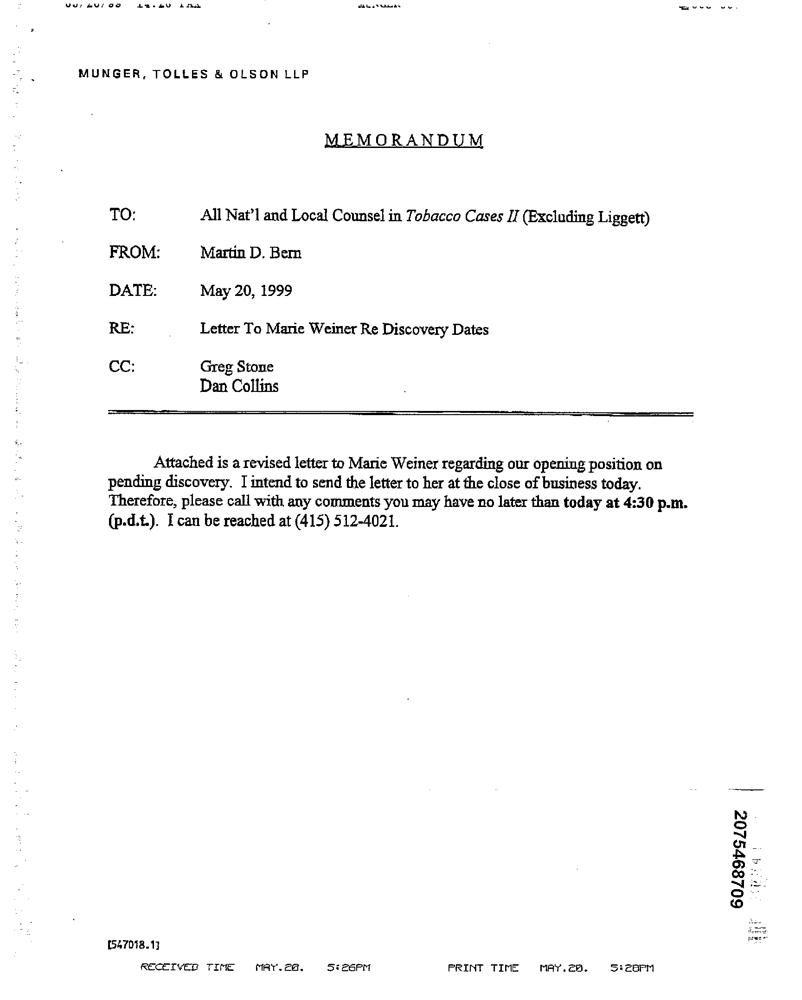 MUNGER, TOLLES & OLSON LLP
MEMORANDUM
TO: All Nat'l and Local Counsel in Tobacco Cases II (Excluding Liggett)
FROM: Martin D. Bern
DATE: May 20, 1999
RE: Letter To Marie Weiner Re Discovery Dates
CC: Greg Stone
Dan Collins
Attached is a revised letter to Marie Weiner regarding our opening position on
pending discovery. I intend to send the letter to her at the close of business today.
Therefore, please call with any comments you may have no later than today at 4:30 p.m.
(p.d.t.). I can be reached at (415) 512-4021.
2075468709
[547018.1]
RECEIVED TIME MAY.20. 5:26PM PRINT TIME MAY.20. 5:28PM